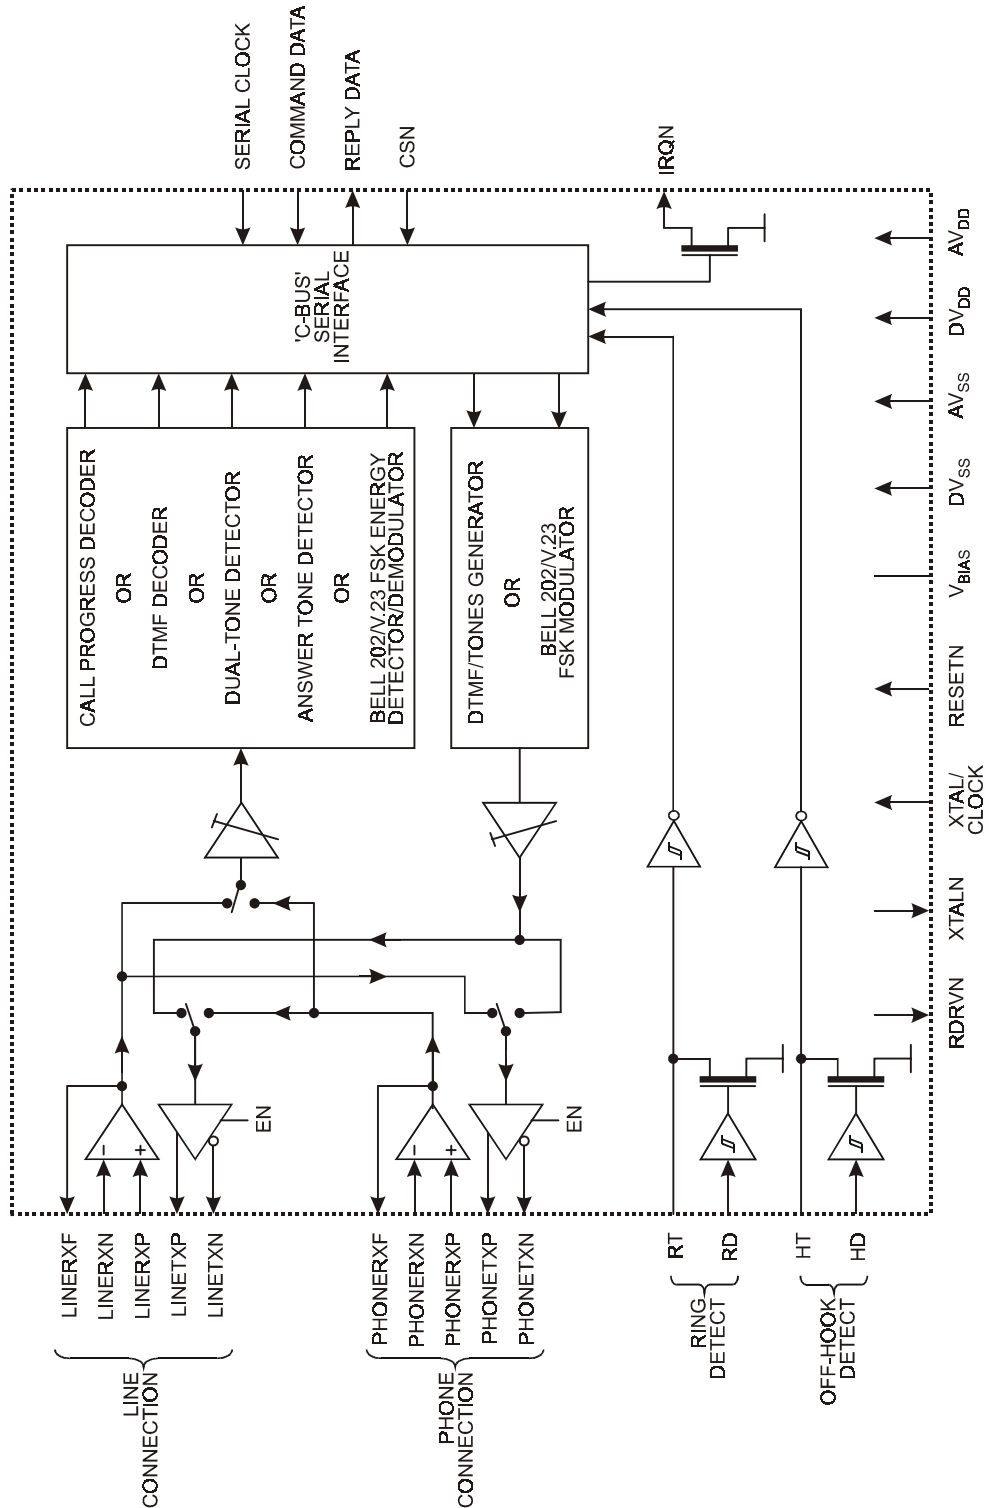 LINE
CONNECTION
LINERXF
LINERXN
LINERXP
LINETXP
LINETXN
−
+
EN
PHONE
CONNECTION
PHONERXF
PHONERXN
PHONERXP
PHONETXP
PHONETXN
−
+
EN
RING
DETECT
RT
RD
OFF-HOOK
DETECT
HT
HD
CALL PROGRESS DECODER
OR
DTMF DECODER
OR
DUAL-TONE DETECTOR
OR
ANSWER TONE DETECTOR
OR
BELL 202/V.23 FSK ENERGY
DETECTOR/DEMODULATOR
DTMF/TONES GENERATOR
OR
BELL 202/V.23
FSK MODULATOR
'C-BUS'
SERIAL
INTERFACE
SERIAL CLOCK
COMMAND DATA
REPLY DATA
CSN
IRQN
RDRVN
XTALN
XTAL/
CLOCK
RESETN
VBIAS
DVSS
AVSS
DVDD
AVDD